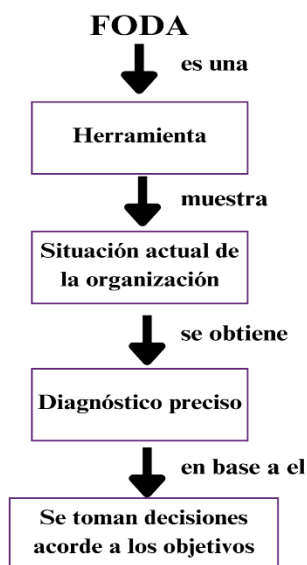 FODA
es una
Herramienta
muestra
Situación actual de
la organización
se obtiene
Diagnóstico preciso
en base a el
Se toman decisiones
acorde a los objetivos